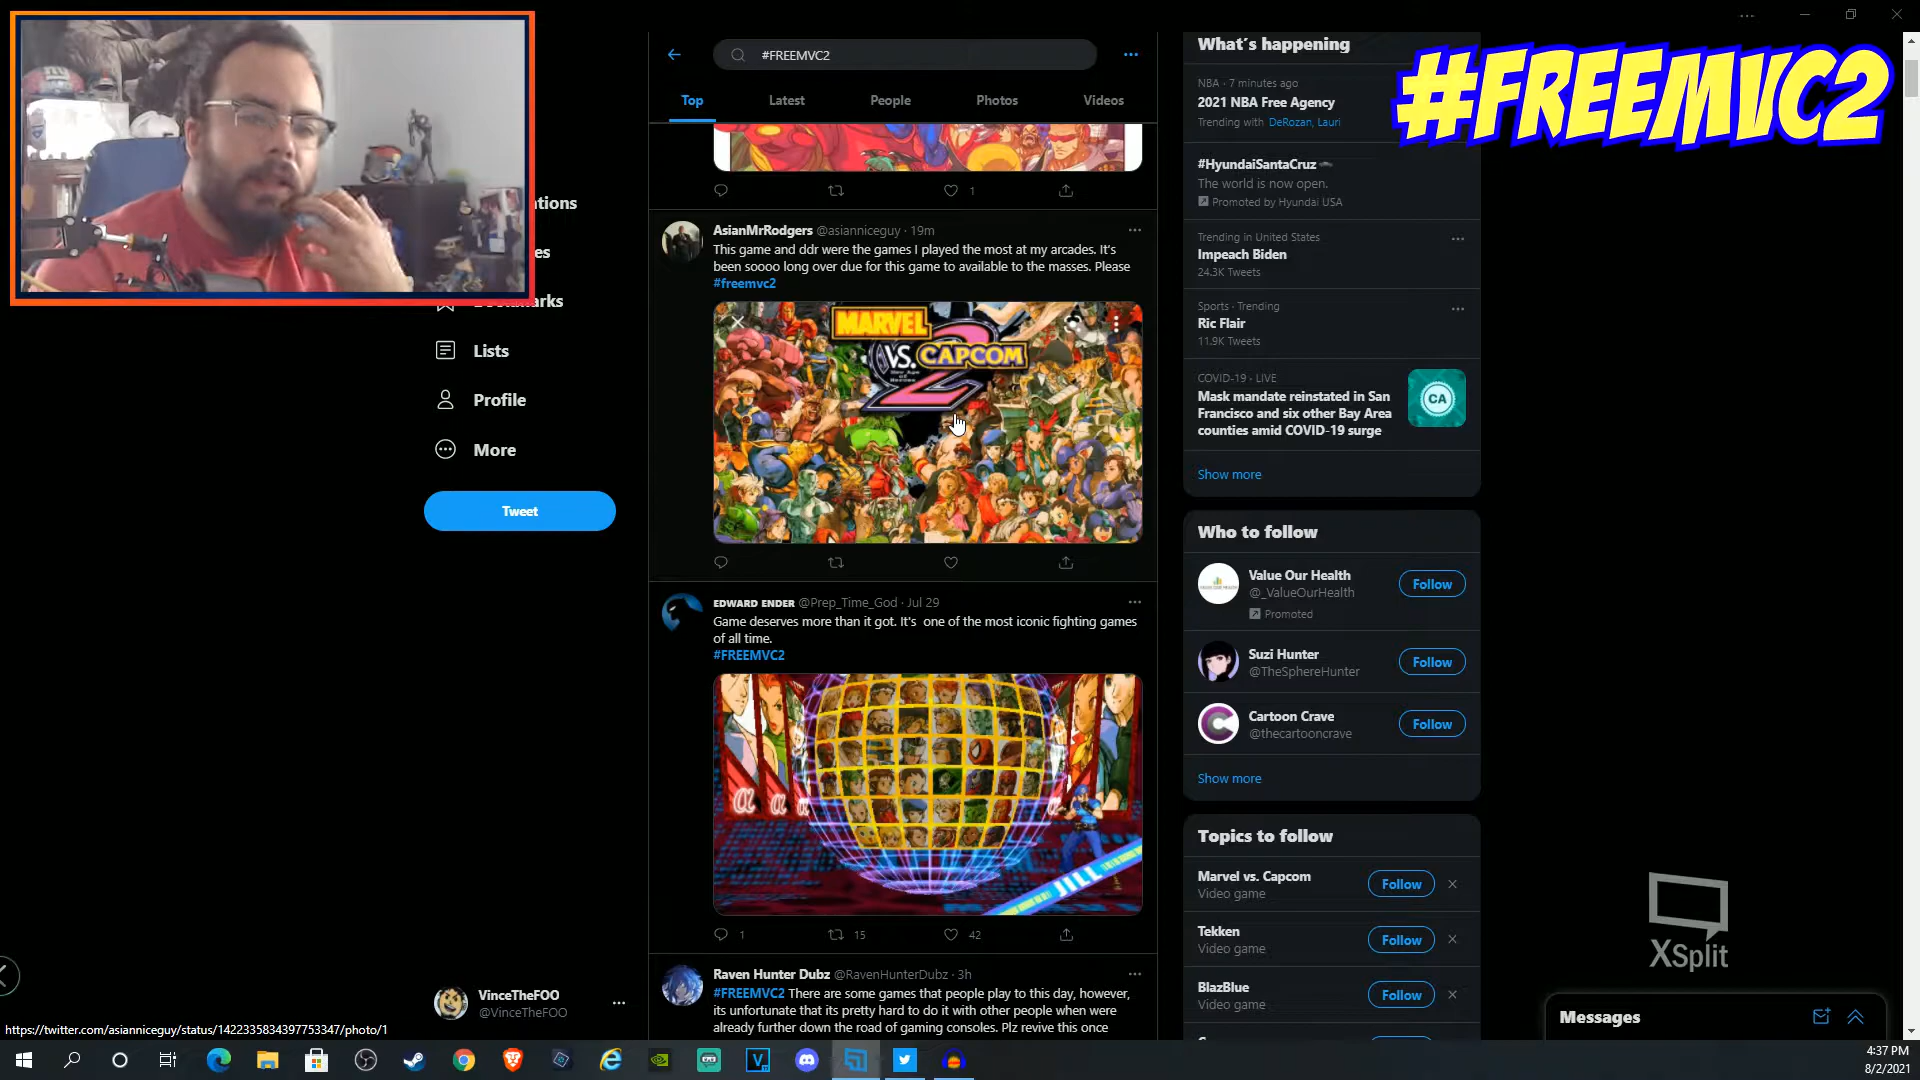 #FREEMVC2
#FREEMVC2
Top
Latest
People
Photos
Videos
1
ations
es
Bookmarks
Lists
Profile
More
Tweet
AsianMrRodgers @asianniceguy · 19m
This game and ddr were the games I played the most at my arcades. It's
been soooo long over due for this game to available to the masses. Please
#freemvc2
MARVEL
VS. CAPCOM
2
EDWARD ENDER @Prep_Time_God · Jul 29
Game deserves more than it got. It's one of the most iconic fighting games
of all time.
#FREEMVC2
JILL
1
15
42
Raven Hunter Dubz @RavenHunterDubz · 3h
#FREEMVC2 There are some games that people play to this day, however,
its unfortunate that its pretty hard to do it with other people when were
already further down the road of gaming consoles. Plz revive this once
What's happening
NBA · 7 minutes ago
2021 NBA Free Agency
Trending with DeRozan, Lauri
#HyundaiSantaCruz
The world is now open.
Promoted by Hyundai USA
Trending in United States
Impeach Biden
24.3K Tweets
Sports · Trending
Ric Flair
11.9K Tweets
COVID-19 · LIVE
Mask mandate reinstated in San
Francisco and six other Bay Area
counties amid COVID-19 surge
CA
Show more
Who to follow
Value Our Health
@_ValueOurHealth
Promoted
Follow
Suzi Hunter
@TheSphereHunter
Follow
Cartoon Crave
@thecartooncrave
Follow
Show more
Topics to follow
Marvel vs. Capcom
Video game
Follow
Tekken
Video game
Follow
BlazBlue
Video game
Follow
XSplit
Messages
VinceTheFOO
@VinceTheFOO
https://twitter.com/asianniceguy/status/1422335834397753347/photo/1
4:37 PM
8/2/2021